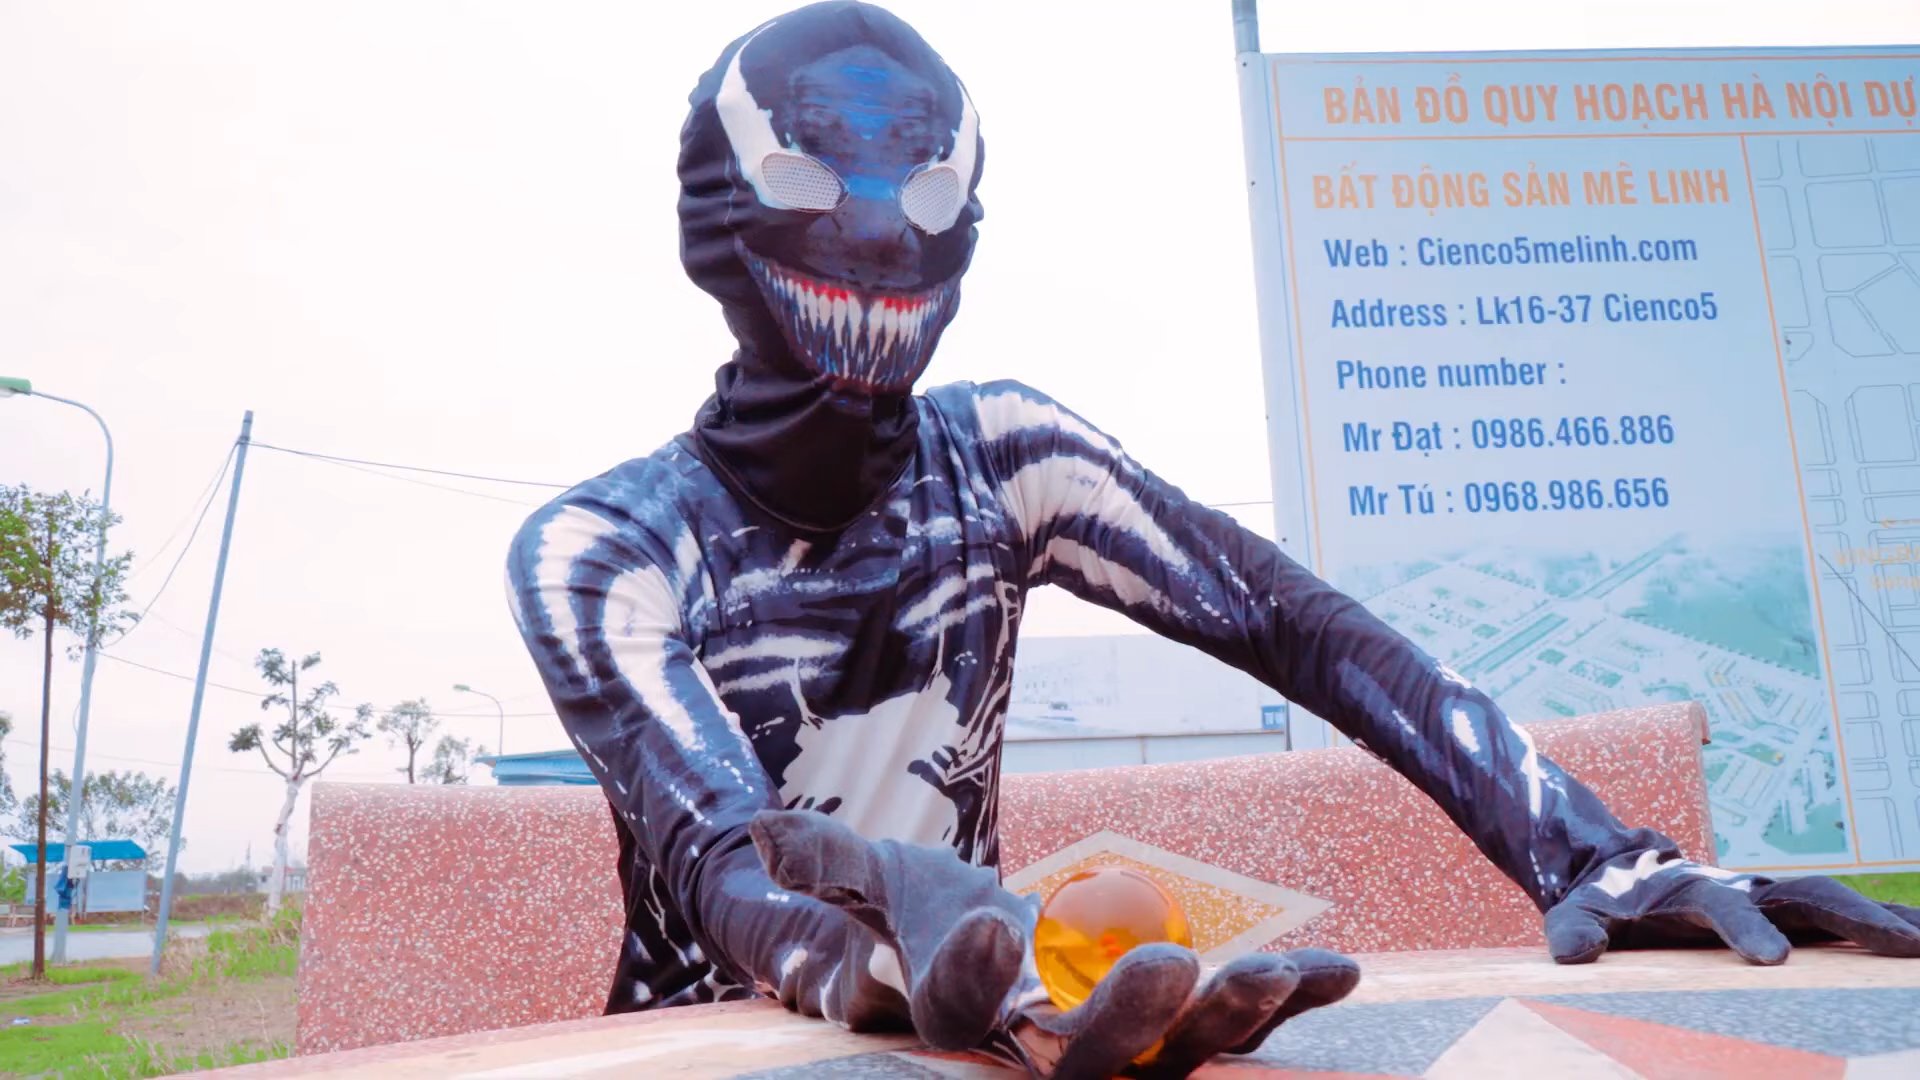 BẢN ĐỒ QUY HOẠCH HÀ NỘI DỰ
BẤT ĐỘNG SẢN MÊ LINH
Web : Cienco5melinh.com
Address : Lk16-37 Cienco5
Phone number :
Mr Đạt : 0986.466.886
Mr Tú : 0968.986.656